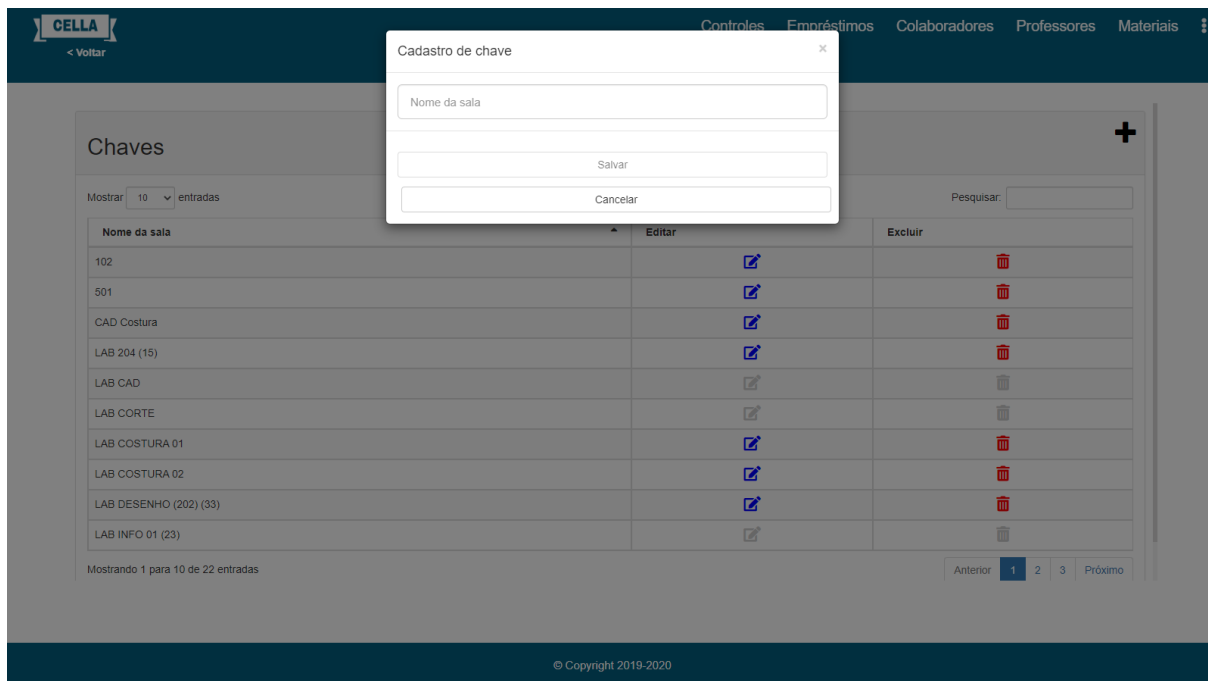 CELLA
< Voltar
Controles Empréstimos Colaboradores Professores Materiais
Cadastro de chave ×
Nome da sala
Salvar
Cancelar
Chaves
Mostrar 10 entradas Pesquisar:
Nome da sala Editar Excluir
102
501
CAD Costura
LAB 204 (15)
LAB CAD
LAB CORTE
LAB COSTURA 01
LAB COSTURA 02
LAB DESENHO (202) (33)
LAB INFO 01 (23)
Mostrando 1 para 10 de 22 entradas Anterior 1 2 3 Próximo
© Copyright 2019-2020